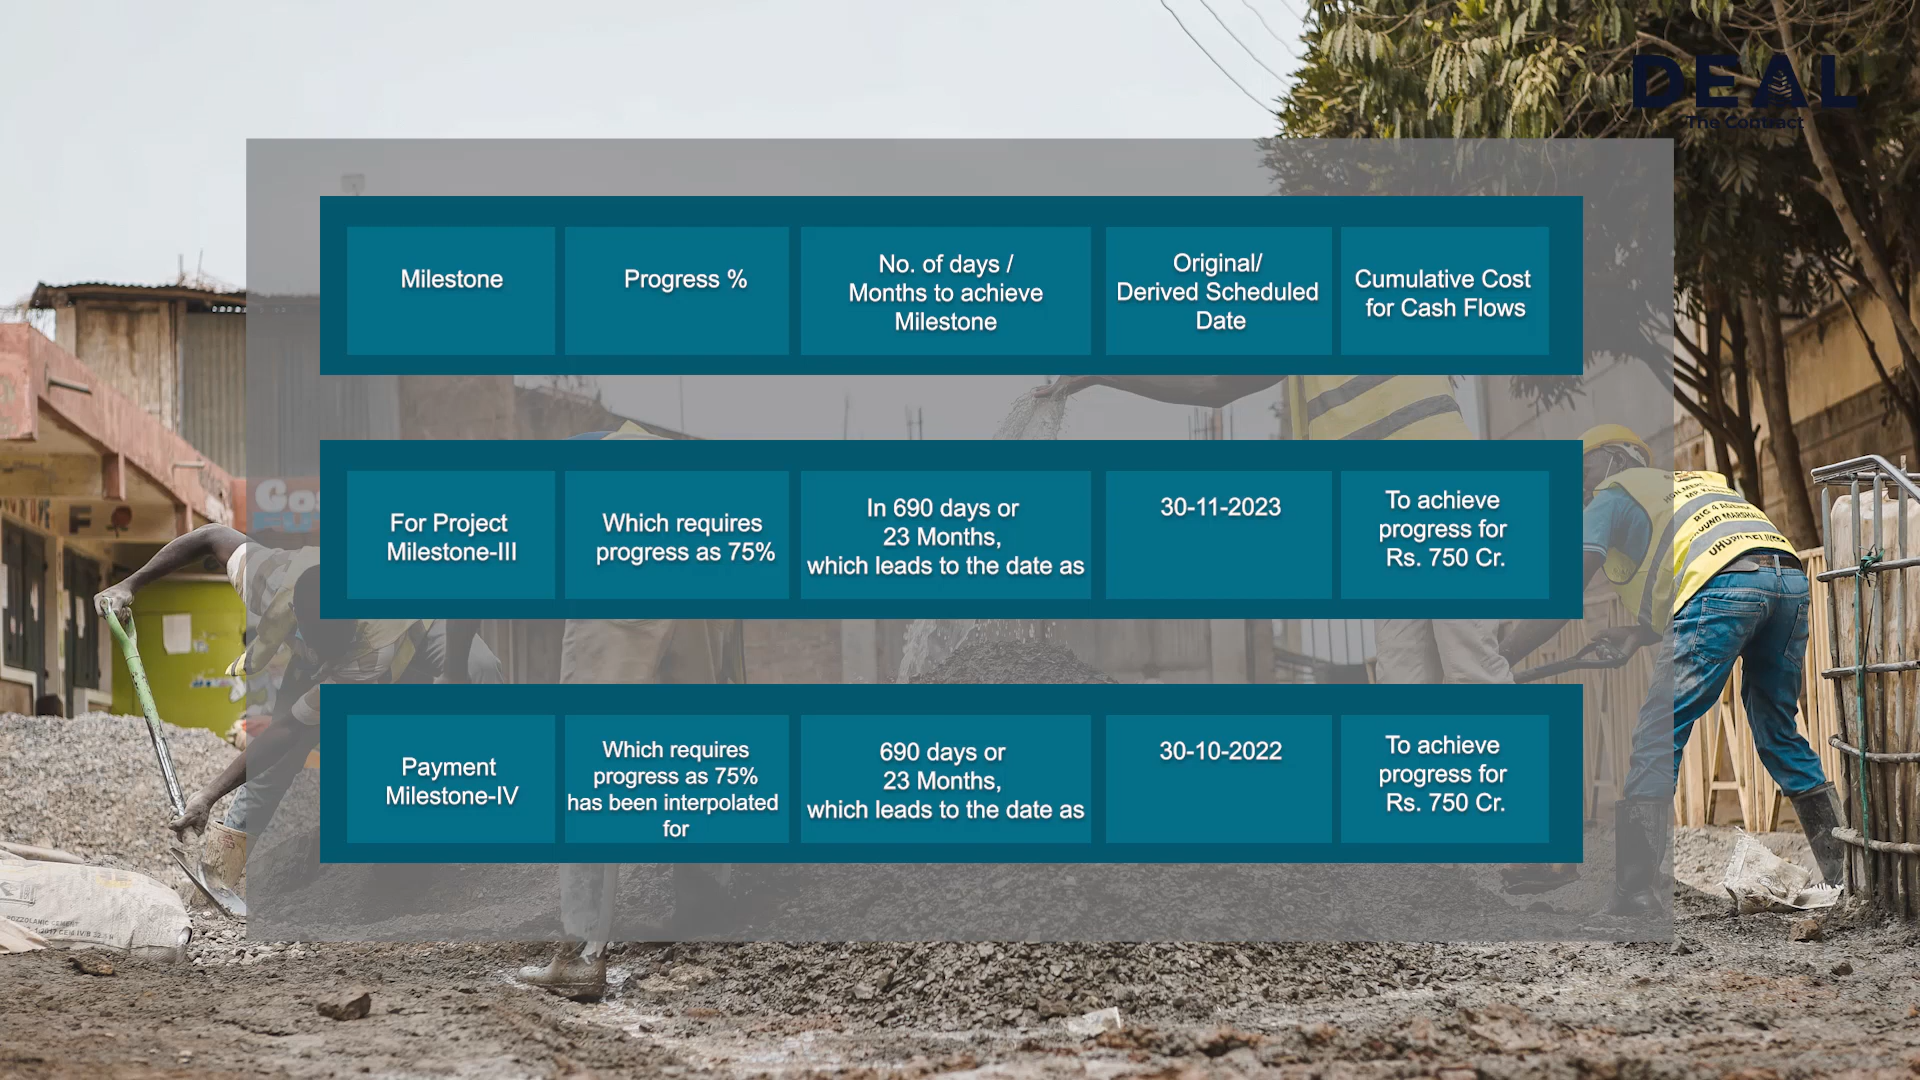 DEAL
The Contract
Milestone
Progress %
No. of days /
Months to achieve
Milestone
Original/
Derived Scheduled
Date
Cumulative Cost
for Cash Flows
For Project
Milestone-III
Which requires
progress as 75%
In 690 days or
23 Months,
which leads to the date as
30-11-2023
To achieve
progress for
Rs. 750 Cr.
Payment
Milestone-IV
Which requires
progress as 75%
has been interpolated
for
690 days or
23 Months,
which leads to the date as
30-10-2022
To achieve
progress for
Rs. 750 Cr.